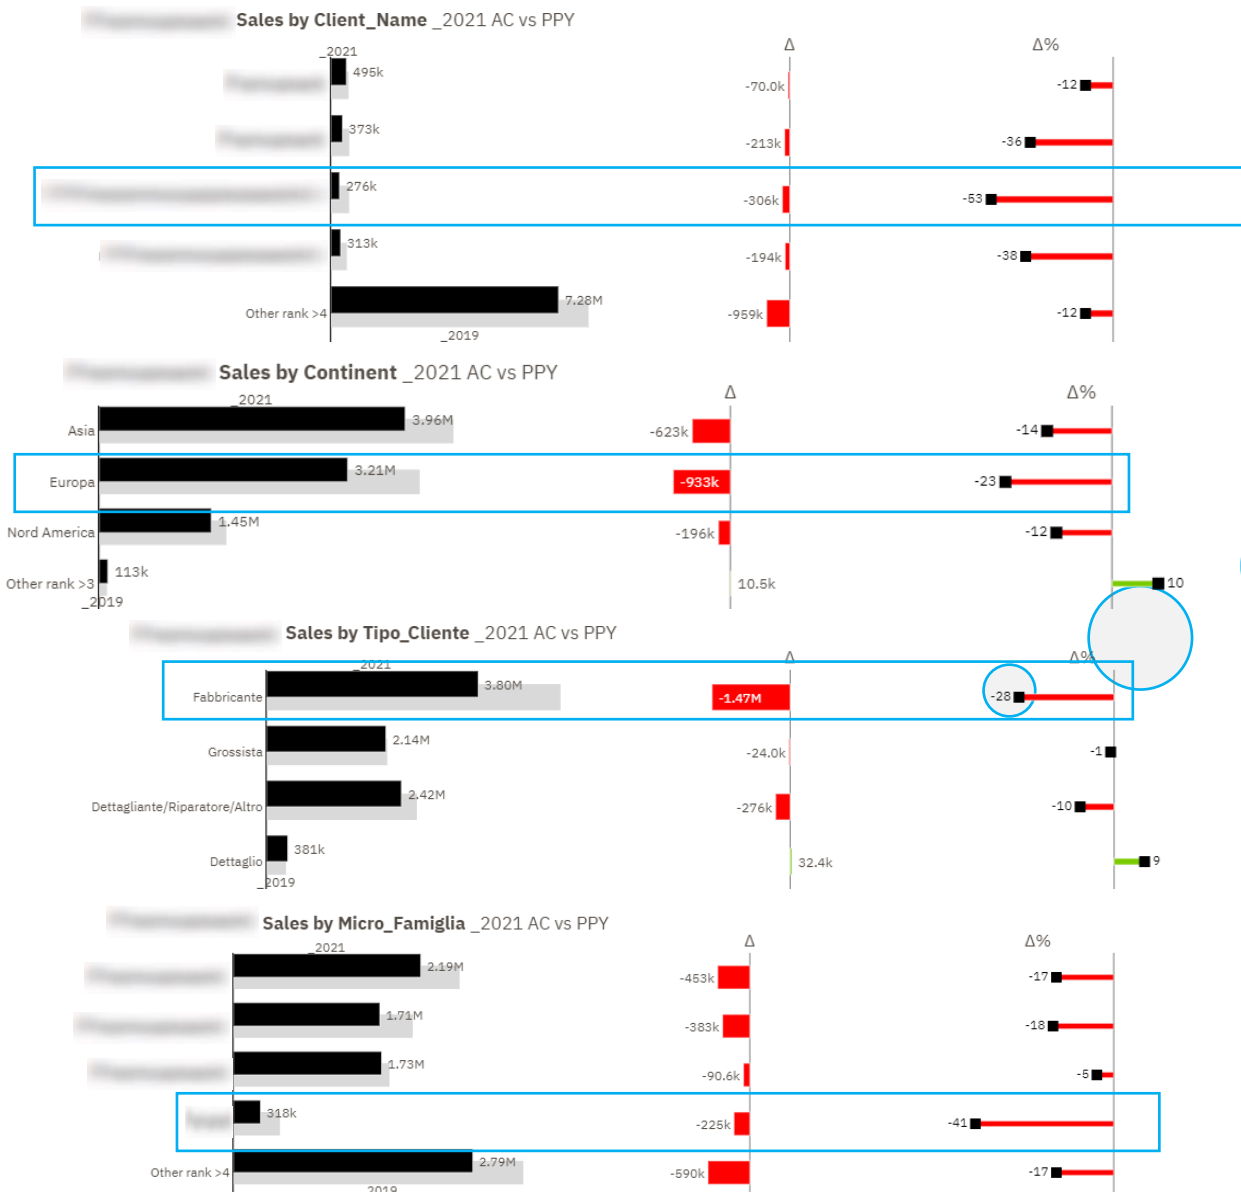 Sales by Client_Name _2021 AC vs PPY
Δ Δ%
_2021
495k -70.0k -12
373k -213k -36
276k -306k -53
313k -194k -38
Other rank >4 7.28M -959k -12
_2019
Sales by Continent _2021 AC vs PPY
Δ Δ%
_2021
Asia 3.96M -623k -14
Europa 3.21M -933k -23
Nord America 1.45M -196k -12
Other rank >3 113k 10.5k 10
_2019
Sales by Tipo_Cliente _2021 AC vs PPY
Δ Δ%
_2021
Fabbricante 3.80M -1.47M -28
Grossista 2.14M -24.0k -1
Dettagliante/Riparatore/Altro 2.42M -276k -10
Dettaglio 381k 32.4k 9
_2019
Sales by Micro_Famiglia _2021 AC vs PPY
Δ Δ%
_2021
2.19M -453k -17
1.71M -383k -18
1.73M -90.6k -5
318k -225k -41
Other rank >4 2.79M -590k -17
2019